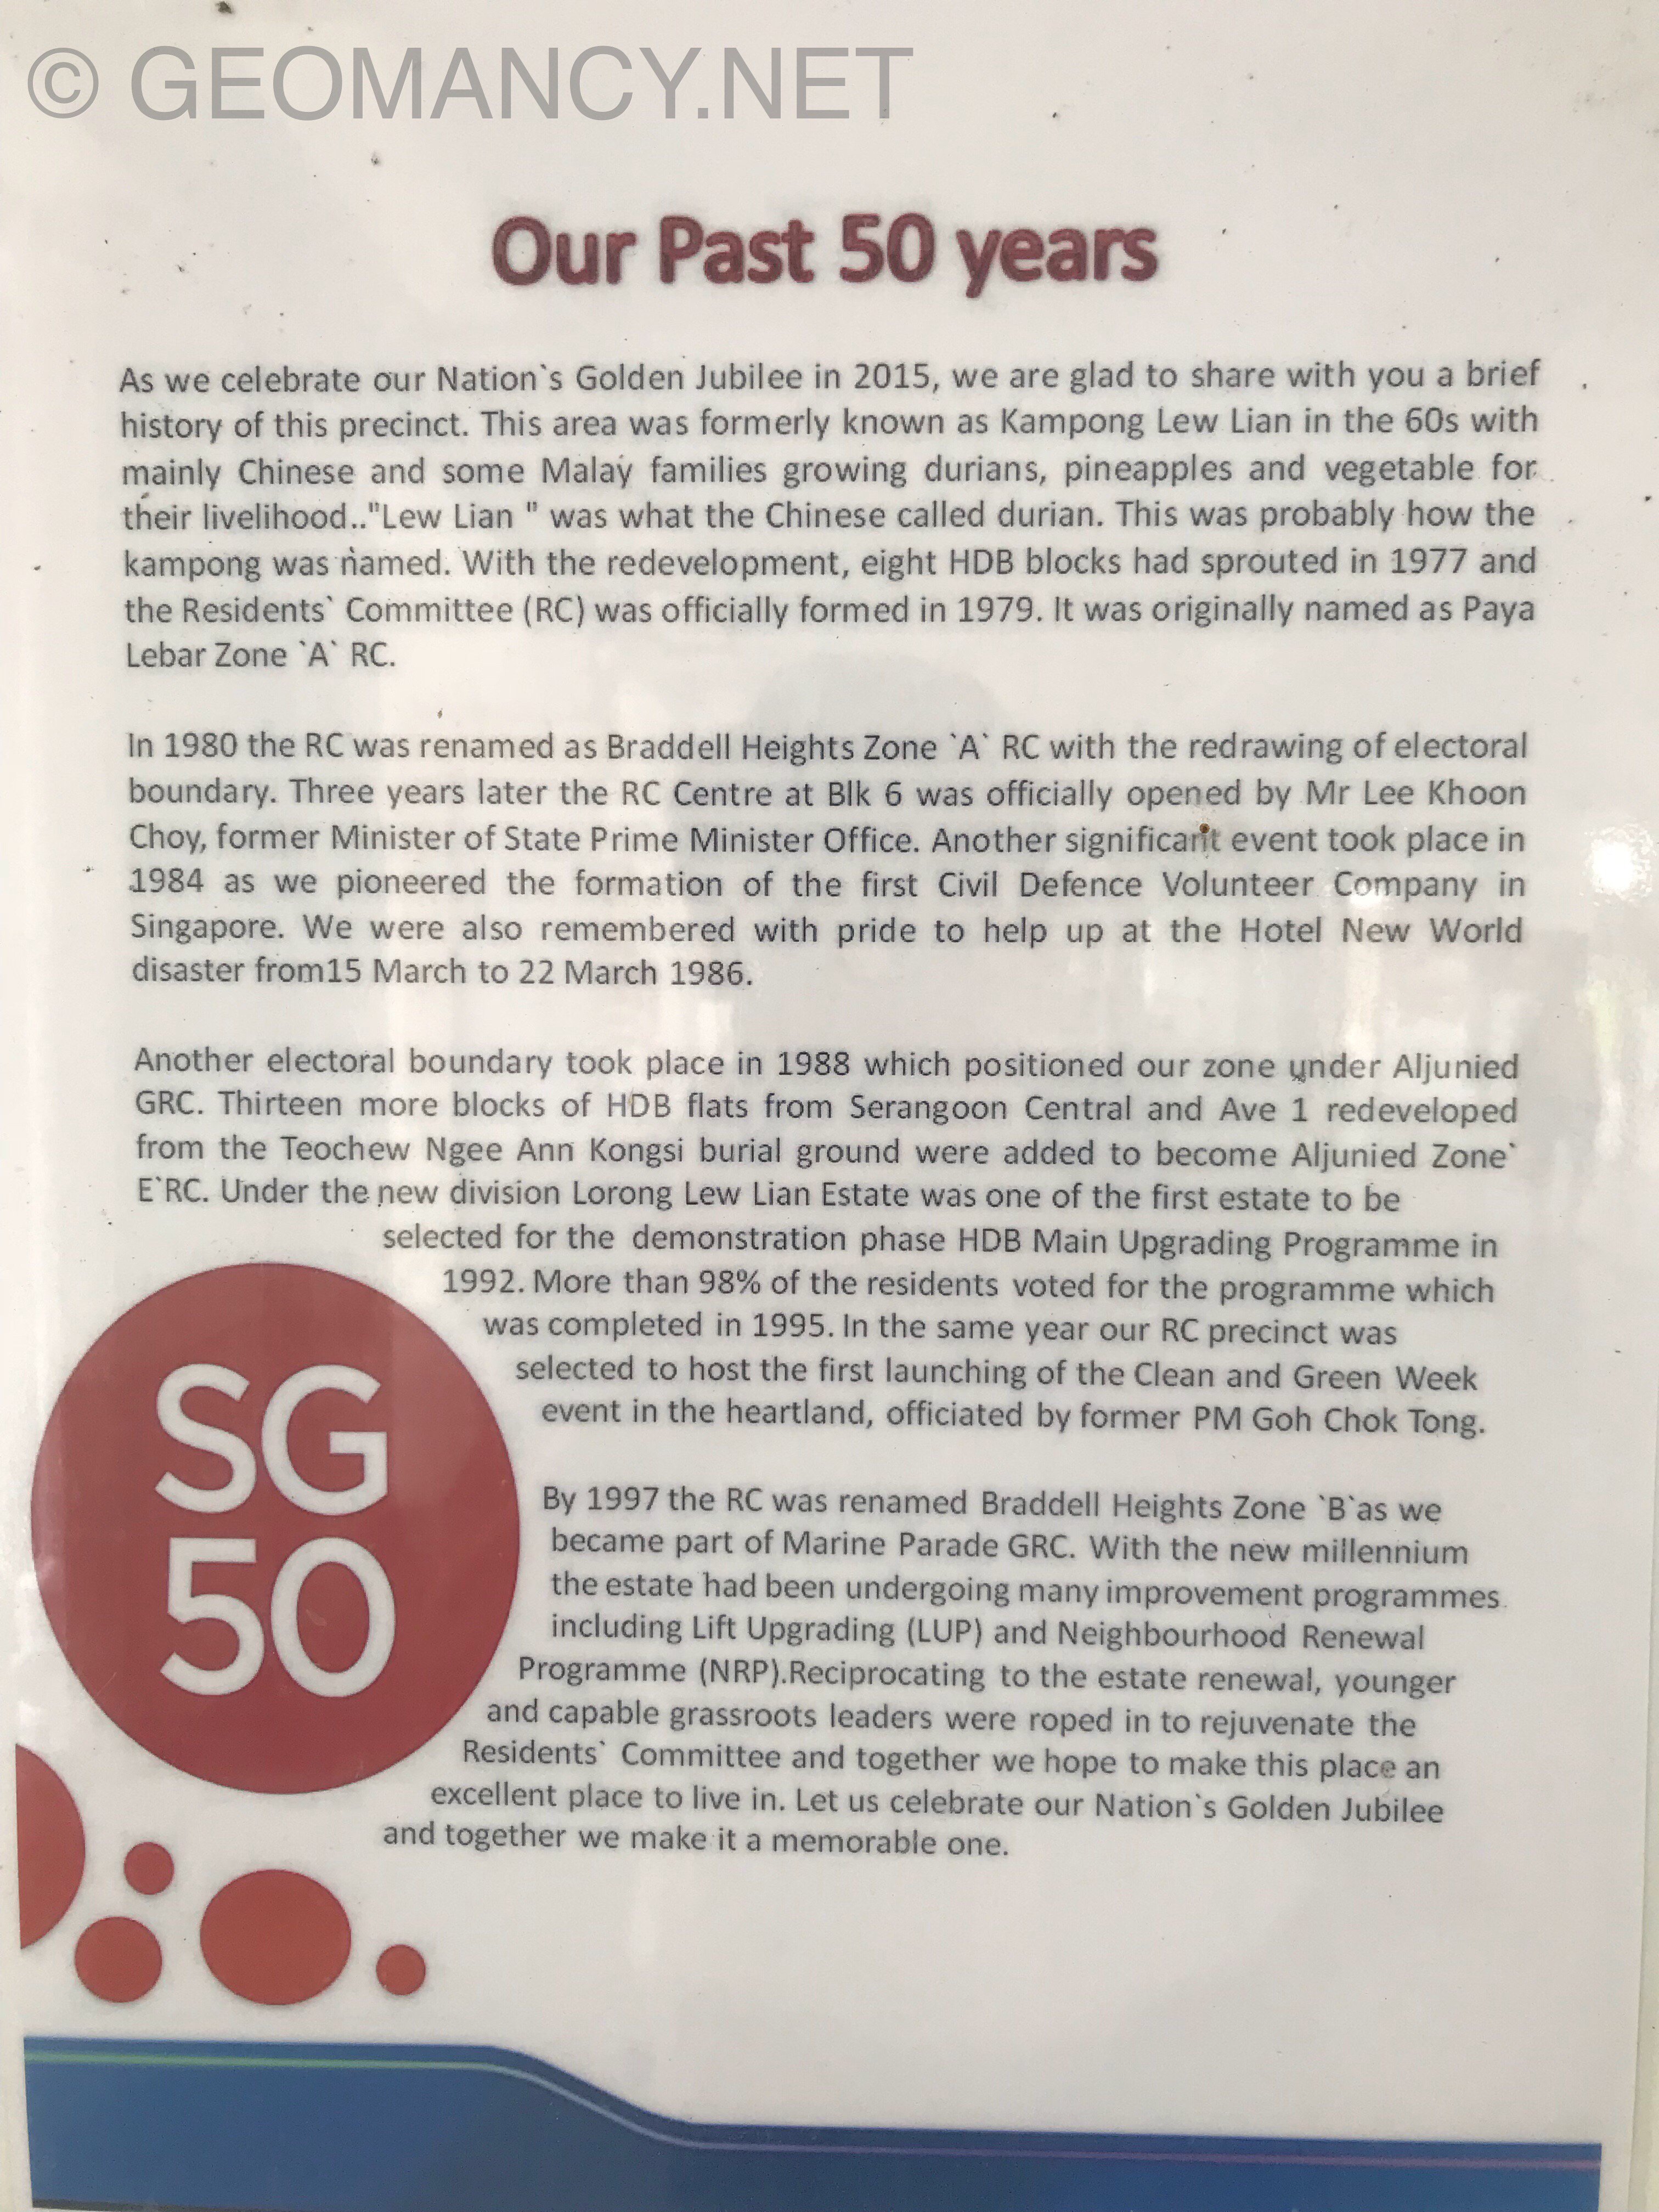 © GEOMANCY.NET
Our Past 50 years
As we celebrate our Nation`s Golden Jubilee in 2015, we are glad to share with you a brief
history of this precinct. This area was formerly known as Kampong Lew Lian in the 60s with
mainly Chinese and some Malay families growing durians, pineapples and vegetable for
their livelihood.."Lew Lian " was what the Chinese called durian. This was probably how the
kampong was named. With the redevelopment, eight HDB blocks had sprouted in 1977 and
the Residents` Committee (RC) was officially formed in 1979. It was originally named as Paya
Lebar Zone `A` RC.
In 1980 the RC was renamed as Braddell Heights Zone `A` RC with the redrawing of electoral
boundary. Three years later the RC Centre at Blk 6 was officially opened by Mr Lee Khoon
Choy, former Minister of State Prime Minister Office. Another significant event took place in
1984 as we pioneered the formation of the first Civil Defence Volunteer Company in
Singapore. We were also remembered with pride to help up at the Hotel New World
disaster from15 March to 22 March 1986.
Another electoral boundary took place in 1988 which positioned our zone under Aljunied
GRC. Thirteen more blocks of HDB flats from Serangoon Central and Ave 1 redeveloped
from the Teochew Ngee Ann Kongsi burial ground were added to become Aljunied Zone`
E`RC. Under the new division Lorong Lew Lian Estate was one of the first estate to be
selected for the demonstration phase HDB Main Upgrading Programme in
1992. More than 98% of the residents voted for the programme which
was completed in 1995. In the same year our RC precinct was
selected to host the first launching of the Clean and Green Week
event in the heartland, officiated by former PM Goh Chok Tong.
By 1997 the RC was renamed Braddell Heights Zone `B`as we
became part of Marine Parade GRC. With the new millennium
the estate had been undergoing many improvement programmes
including Lift Upgrading (LUP) and Neighbourhood Renewal
Programme (NRP).Reciprocating to the estate renewal, younger
and capable grassroots leaders were roped in to rejuvenate the
Residents` Committee and together we hope to make this place an
excellent place to live in. Let us celebrate our Nation`s Golden Jubilee
and together we make it a memorable one.
SG
50